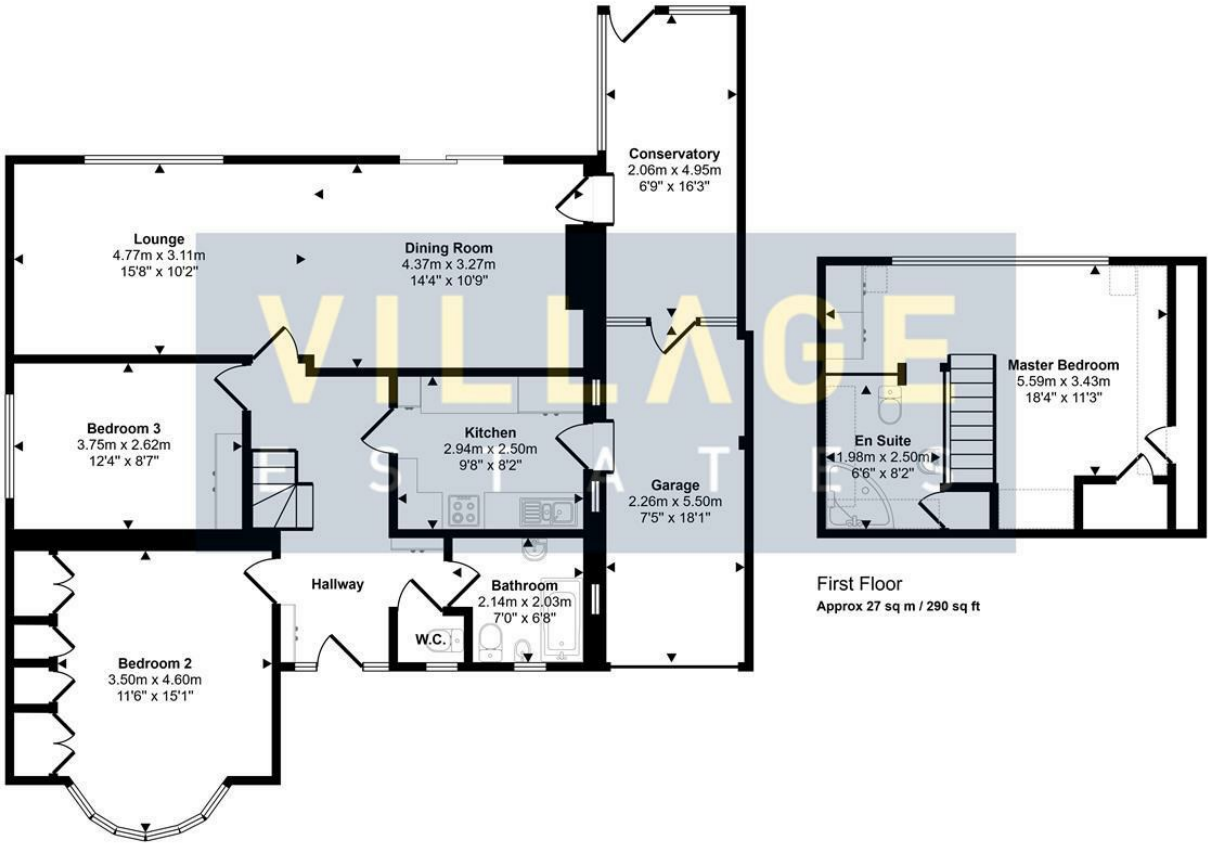 Conservatory
2.06m x 4.95m
6'9" x 16'3"
Lounge
4.77m x 3.11m
15'8" x 10'2"
Dining Room
4.37m x 3.27m
14'4" x 10'9"
VILLAGE
ESTATES
Master Bedroom
5.59m x 3.43m
18'4" x 11'3"
Bedroom 3
3.75m x 2.62m
12'4" x 8'7"
Kitchen
2.94m x 2.50m
9'8" x 8'2"
En Suite
1.98m x 2.50m
6'6" x 8'2"
Garage
2.26m x 5.50m
7'5" x 18'1"
Hallway
Bathroom
2.14m x 2.03m
7'0" x 6'8"
W.C.
Bedroom 2
3.50m x 4.60m
11'6" x 15'1"
First Floor
Approx 27 sq m / 290 sq ft